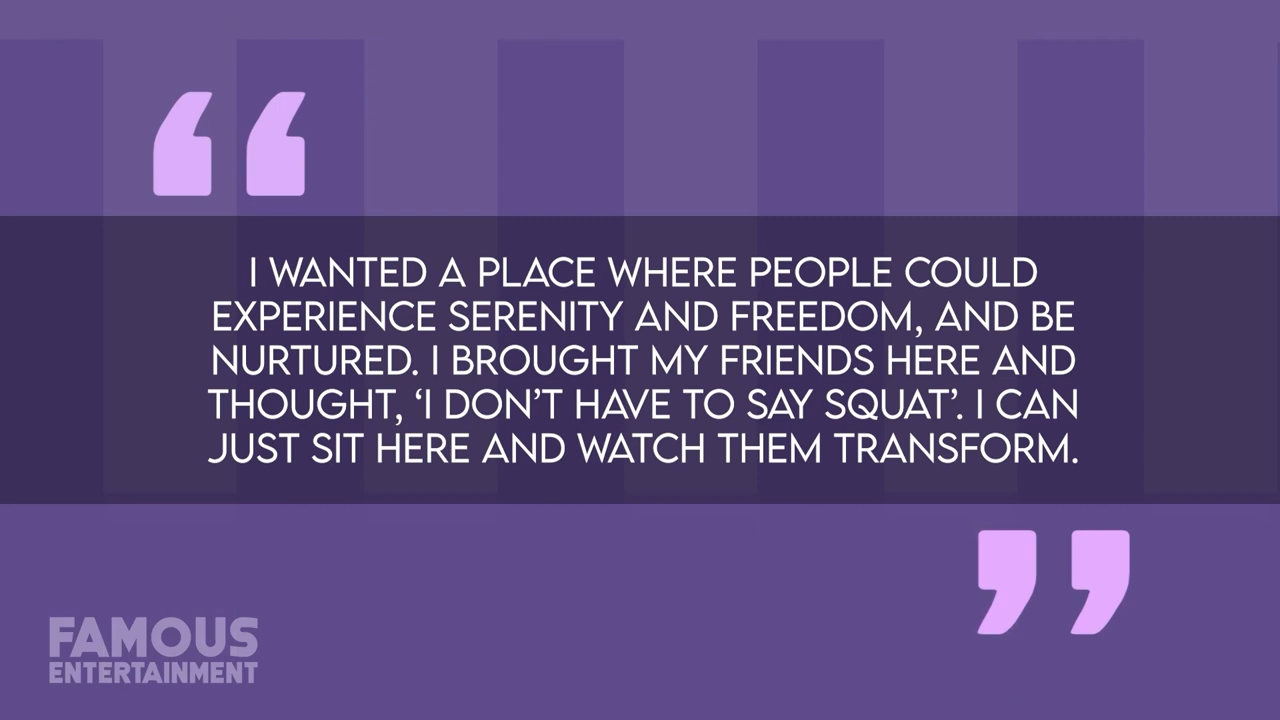 I WANTED A PLACE WHERE PEOPLE COULD
EXPERIENCE SERENITY AND FREEDOM, AND BE
NURTURED. I BROUGHT MY FRIENDS HERE AND
THOUGHT, ‘I DON’T HAVE TO SAY SQUAT’. I CAN
JUST SIT HERE AND WATCH THEM TRANSFORM.
FAMOUS
ENTERTAINMENT